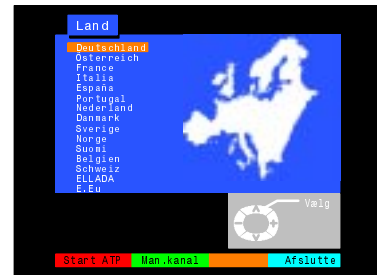 Land
Deutschland
Österreich
France
Italia
España
Portugal
Nederland
Danmark
Sverige
Norge
Suomi
Belgien
Schweiz
ELLADA
E.Eu
Vælg
Start ATP Man.kanal Afslutte